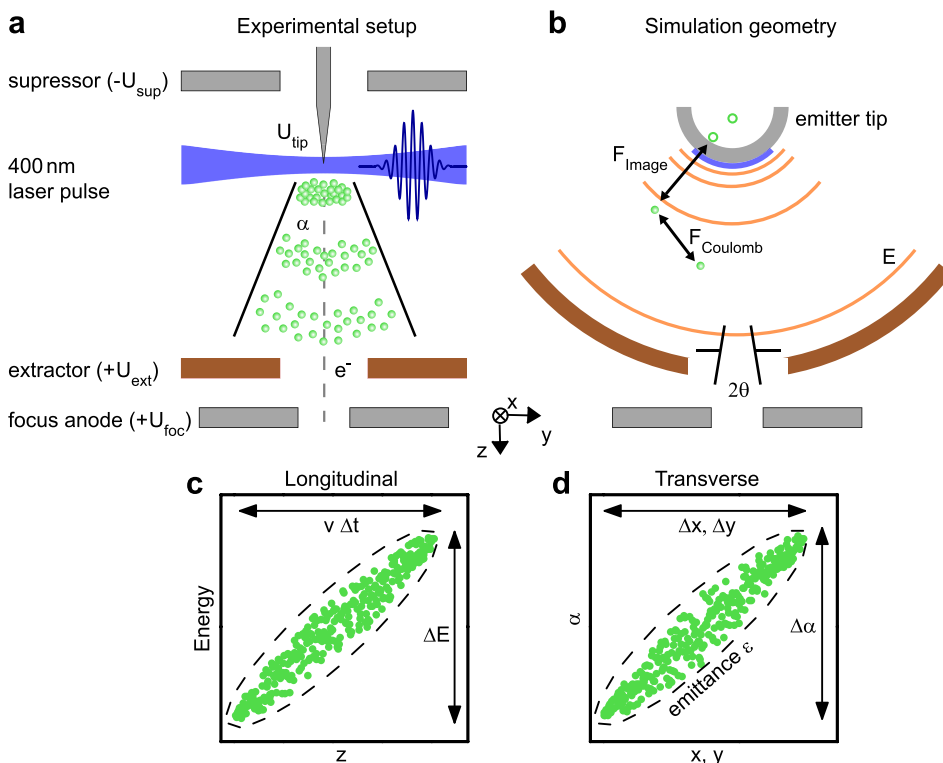 a Experimental setup
supressor (-U_sup)
U_tip
400 nm
laser pulse
α
extractor (+U_ext)
e⁻
focus anode (+U_foc)
x
y
z
b Simulation geometry
emitter tip
F_Image
F_Coulomb
E
2θ
c Longitudinal
v Δt
Energy
ΔE
z
d Transverse
Δx, Δy
α
Δα
emittance ε
x, y